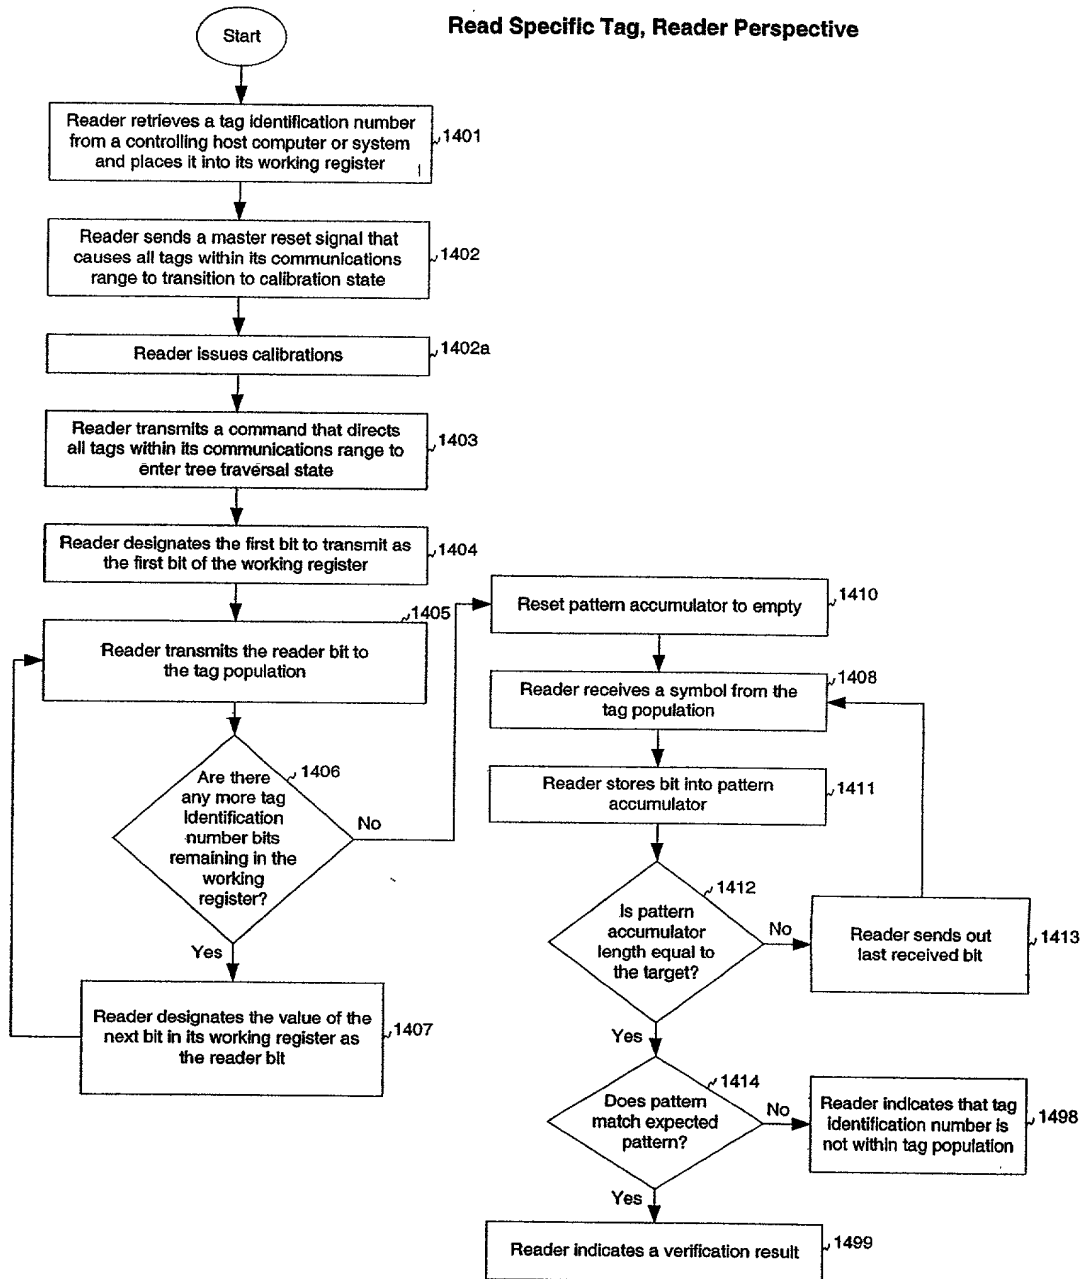 Read Specific Tag, Reader Perspective
Start
Reader retrieves a tag identification number
from a controlling host computer or system
and places it into its working register
1401
Reader sends a master reset signal that
causes all tags within its communications
range to transition to calibration state
1402
Reader issues calibrations
1402a
Reader transmits a command that directs
all tags within its communications range to
enter tree traversal state
1403
Reader designates the first bit to transmit as
the first bit of the working register
1404
1405
Reader transmits the reader bit to
the tag population
1406
Are there
any more tag
identification
number bits
remaining in the
working
register?
No
Yes
Reader designates the value of the
next bit in its working register as
the reader bit
1407
Reset pattern accumulator to empty
1410
Reader receives a symbol from the
tag population
1408
Reader stores bit into pattern
accumulator
1411
1412
Is pattern
accumulator
length equal to
the target?
No
Reader sends out
last received bit
1413
Yes
1414
Does pattern
match expected
pattern?
No
Reader indicates that tag
identification number is
not within tag population
1498
Yes
Reader indicates a verification result
1499